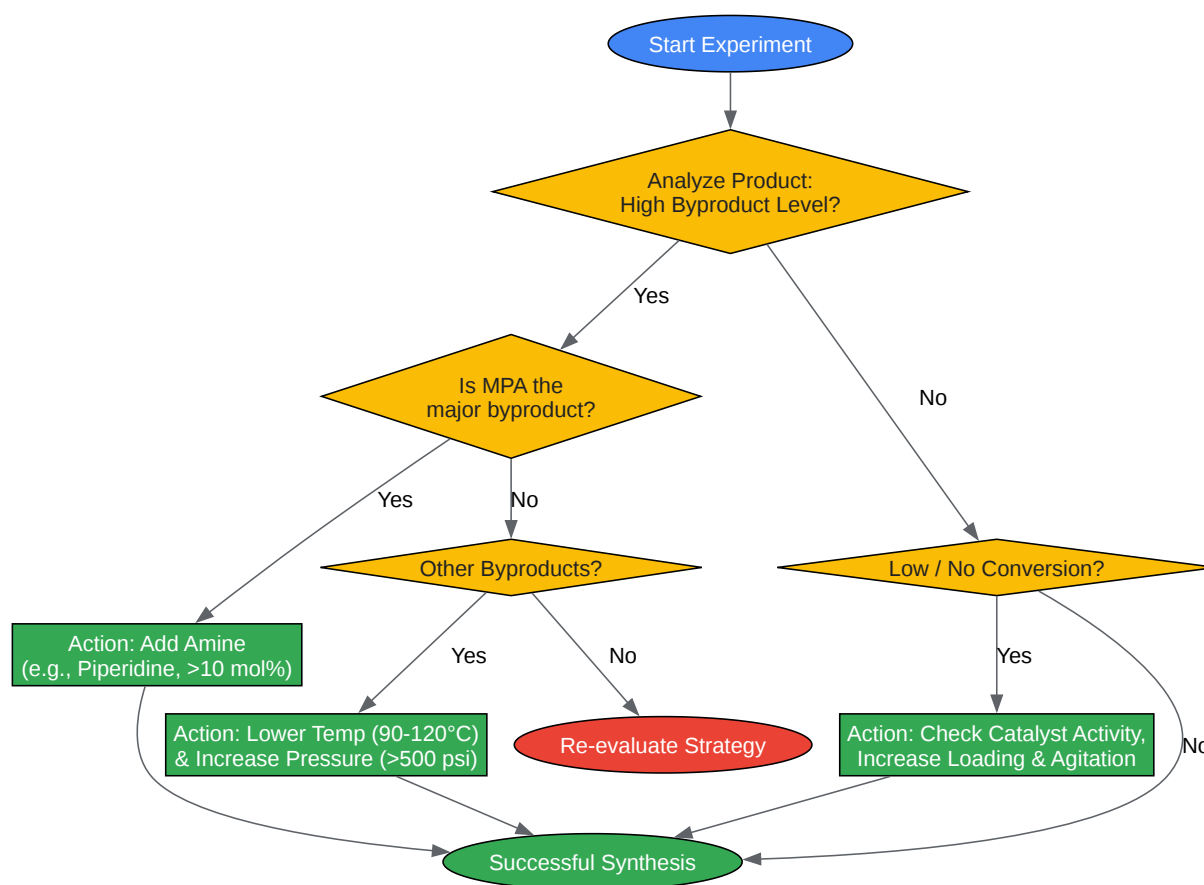 Start Experiment
Analyze Product:
High Byproduct Level?
Yes
Is MPA the
major byproduct?
No
Yes
No
Other Byproducts?
Low / No Conversion?
Action: Add Amine
(e.g., Piperidine, >10 mol%)
Yes
No
Yes
Action: Lower Temp (90-120°C)
& Increase Pressure (>500 psi)
Re-evaluate Strategy
Action: Check Catalyst Activity,
Increase Loading & Agitation
No
Successful Synthesis